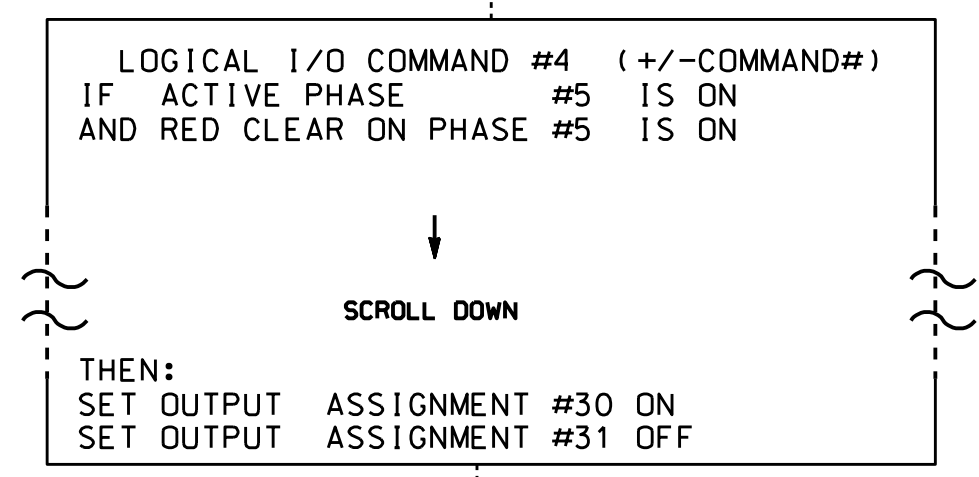 LOGICAL I/O COMMAND #4 (+/-COMMAND#)
IF ACTIVE PHASE #5 IS ON
AND RED CLEAR ON PHASE #5 IS ON
SCROLL DOWN
THEN:
SET OUTPUT ASSIGNMENT #30 ON
SET OUTPUT ASSIGNMENT #31 OFF